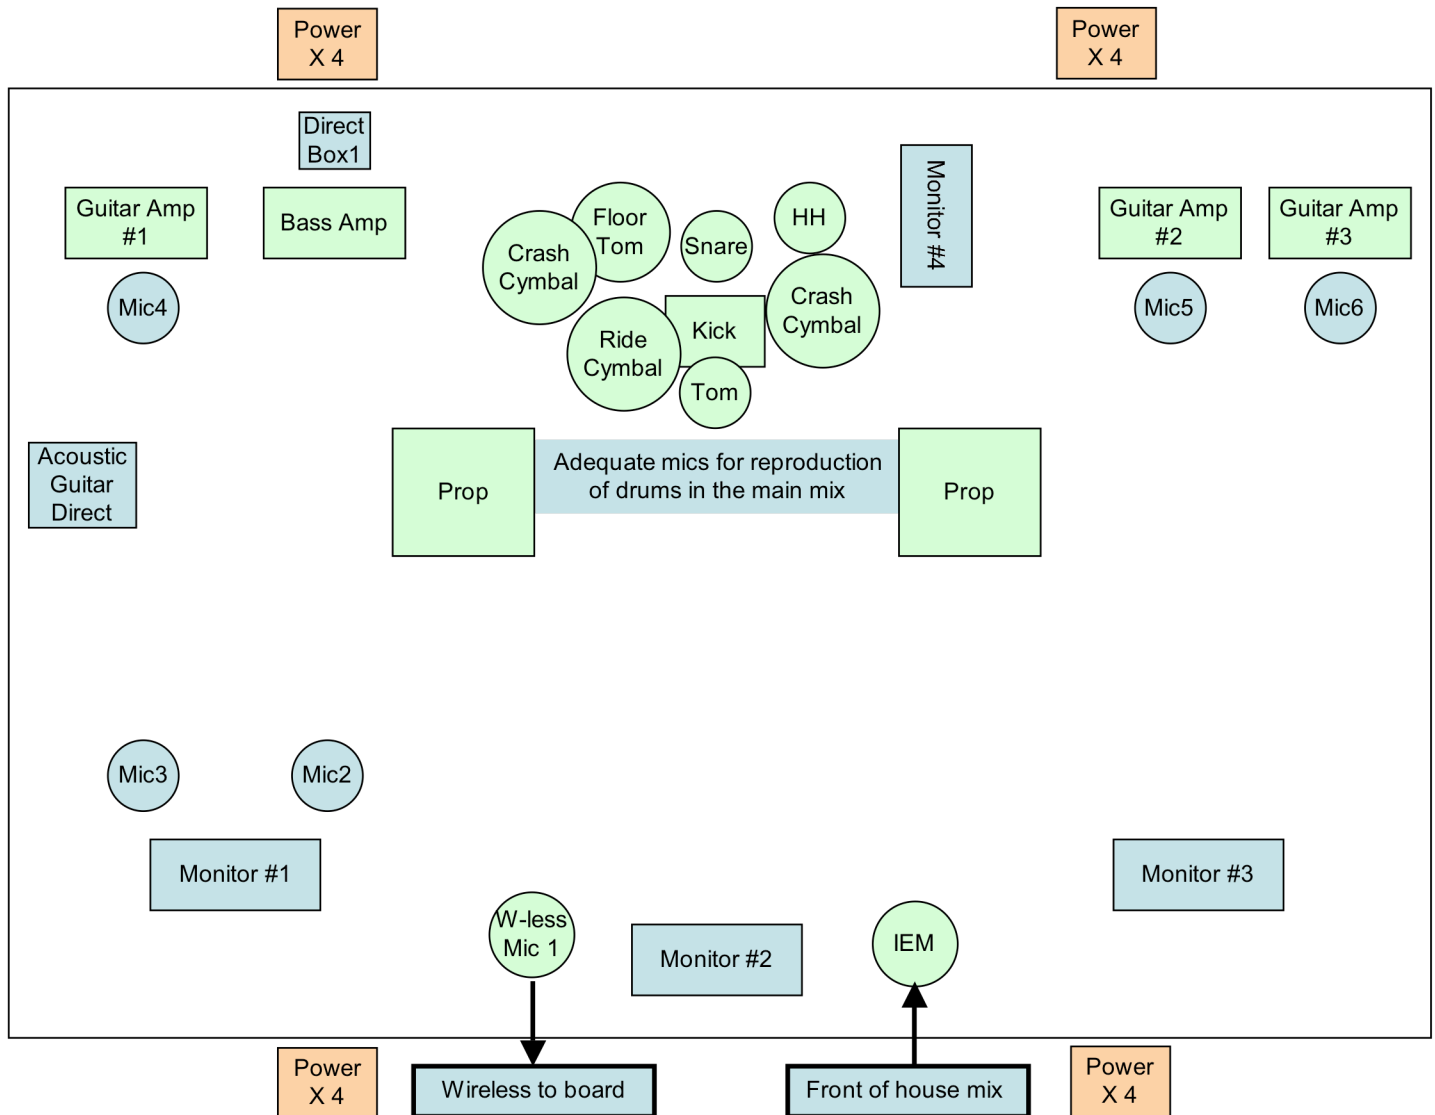 Power
X 4
Power
X 4
Direct
Box1
Guitar Amp
#1
Bass Amp
Floor
Tom
Crash
Cymbal
Snare
HH
Monitor #4
Guitar Amp
#2
Guitar Amp
#3
Mic4
Ride
Cymbal
Kick
Crash
Cymbal
Tom
Mic5
Mic6
Acoustic
Guitar
Direct
Prop
Adequate mics for reproduction
of drums in the main mix
Prop
Mic3
Mic2
Monitor #1
Monitor #3
W-less
Mic 1
Monitor #2
IEM
Power
X 4
Wireless to board
Front of house mix
Power
X 4